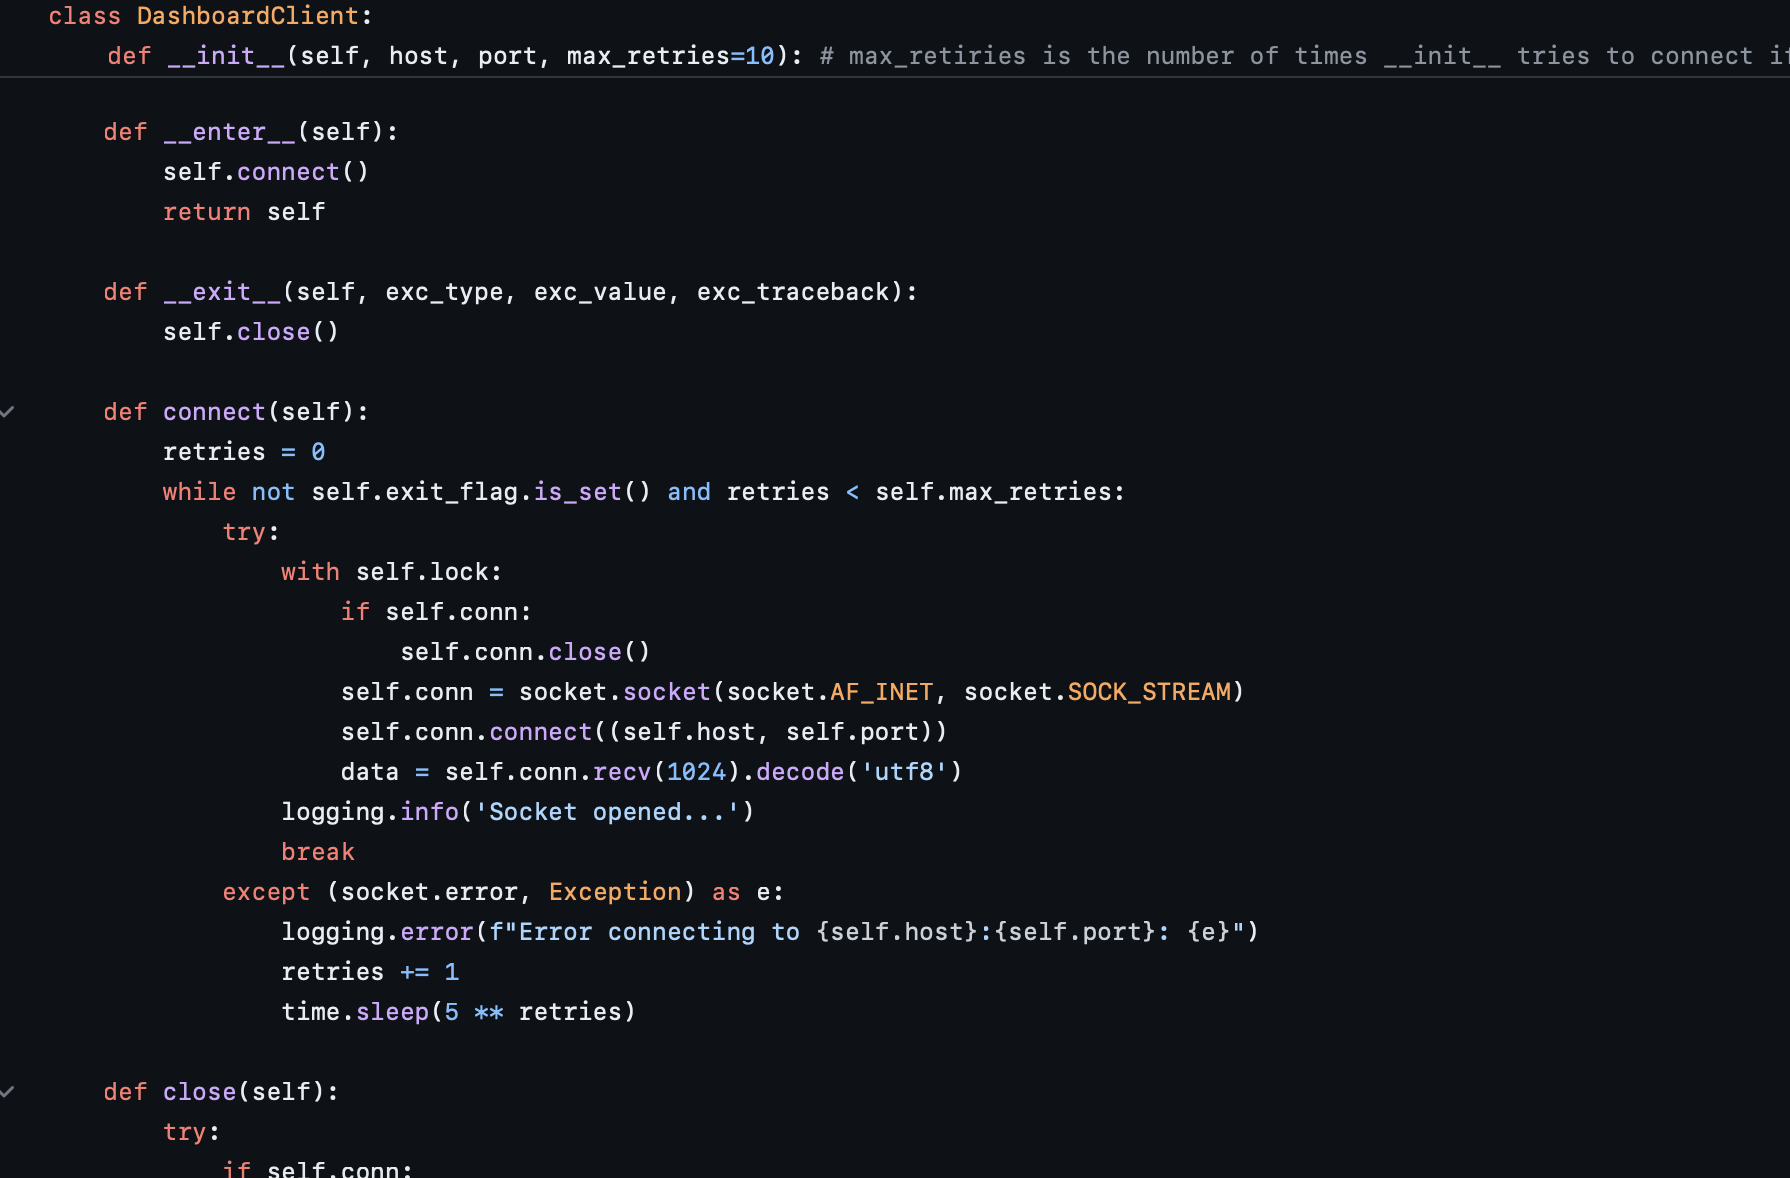 class DashboardClient:
    def __init__(self, host, port, max_retries=10): # max_retiries is the number of times __init__ tries to connect if
    def __enter__(self):
        self.connect()
        return self
    def __exit__(self, exc_type, exc_value, exc_traceback):
        self.close()
    def connect(self):
        retries = 0
        while not self.exit_flag.is_set() and retries < self.max_retries:
            try:
                with self.lock:
                    if self.conn:
                        self.conn.close()
                    self.conn = socket.socket(socket.AF_INET, socket.SOCK_STREAM)
                    self.conn.connect((self.host, self.port))
                    data = self.conn.recv(1024).decode('utf8')
                logging.info('Socket opened...')
                break
            except (socket.error, Exception) as e:
                logging.error(f"Error connecting to {self.host}:{self.port}: {e}")
                retries += 1
                time.sleep(5 ** retries)
    def close(self):
        try:
            if self.conn: